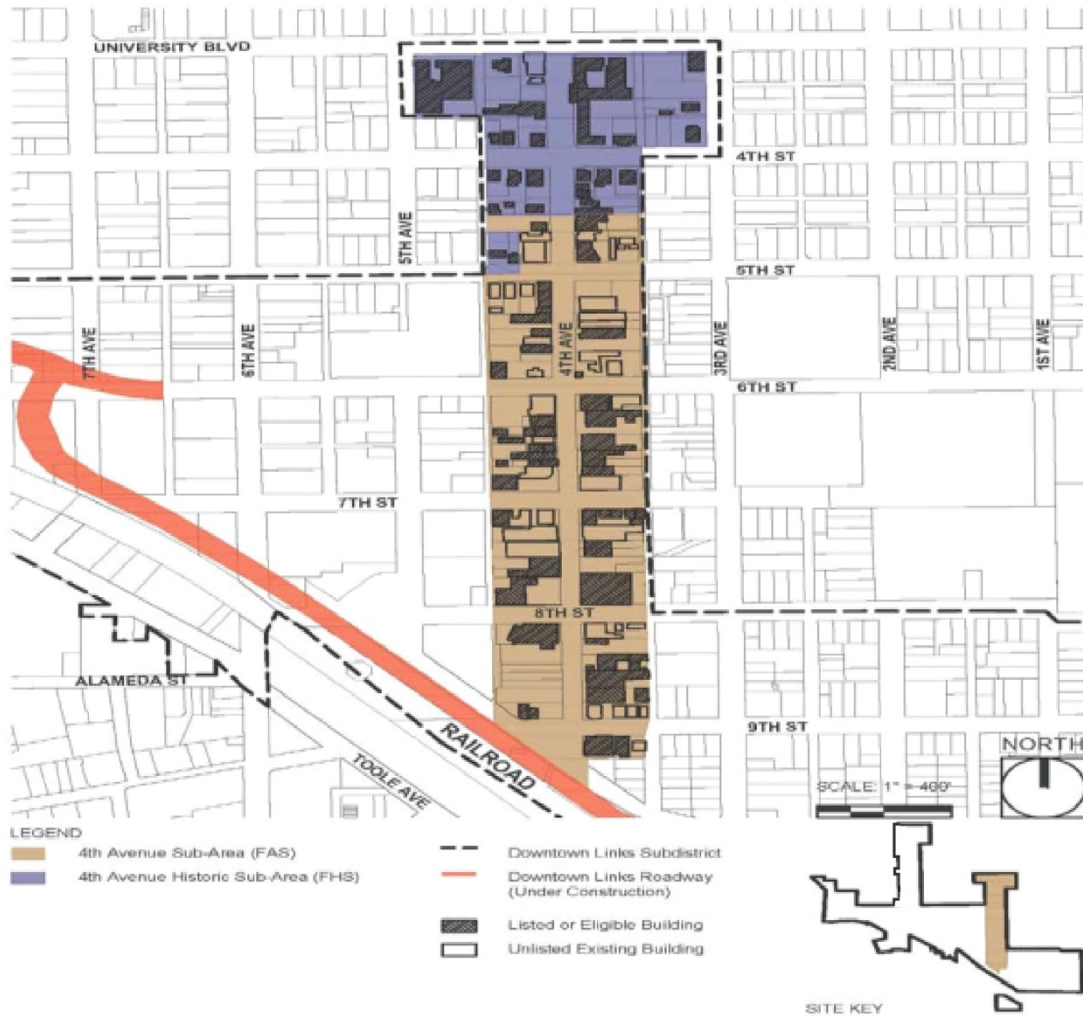 UNIVERSITY BLVD
4TH ST
5TH AVE
5TH ST
7TH AVE
6TH AVE
4TH AVE
3RD AVE
2ND AVE
1ST AVE
6TH ST
7TH ST
8TH ST
ALAMEDA ST
RAILROAD
9TH ST
TOOLE AVE
NORTH
SCALE: 1" = 400'
LEGEND
4th Avenue Sub-Area (FAS)
4th Avenue Historic Sub-Area (FHS)
Downtown Links Subdistrict
Downtown Links Roadway
(Under Construction)
Listed or Eligible Building
Unlisted Existing Building
SITE KEY